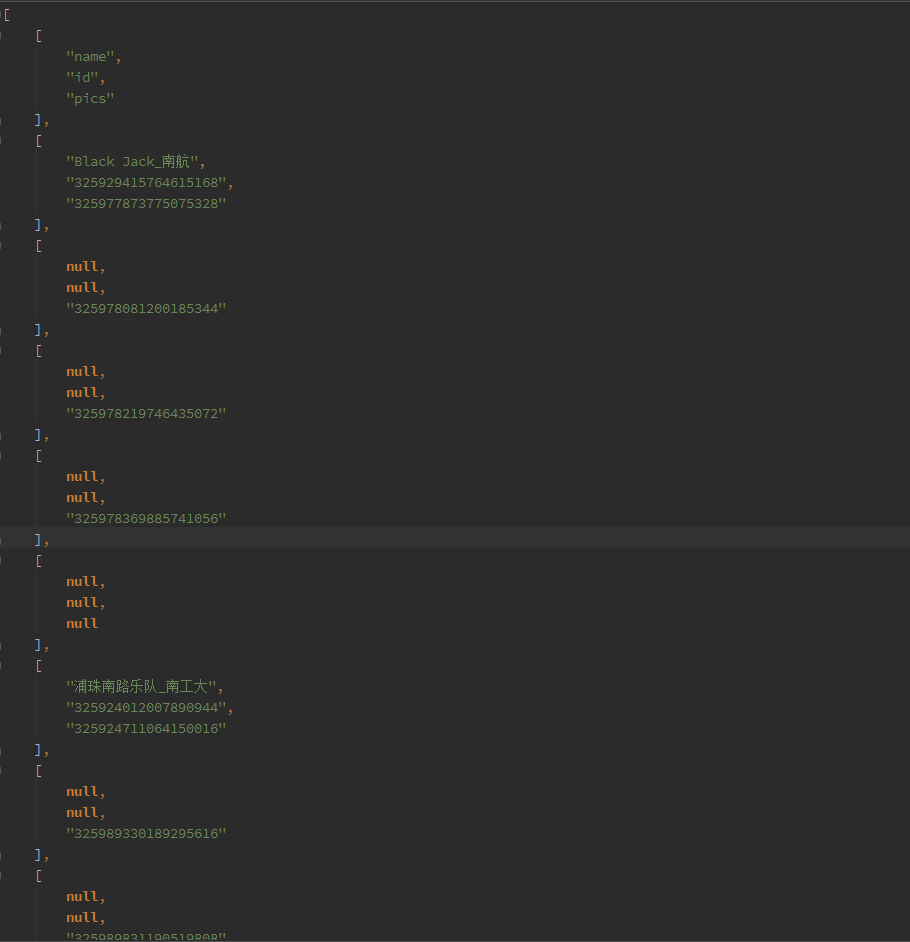 [
[
"name",
"id",
"pics"
],
[
"Black Jack_南航",
"325929415764615168",
"325977873775075328"
],
[
null,
null,
"325978081200185344"
],
[
null,
null,
"325978219746435072"
],
[
null,
null,
"325978369885741056"
],
[
null,
null,
null
],
[
"浦珠南路乐队_南工大",
"325924012007890944",
"325924711064150016"
],
[
null,
null,
"325989330189295616"
],
[
null,
null,
"325989831190519808"